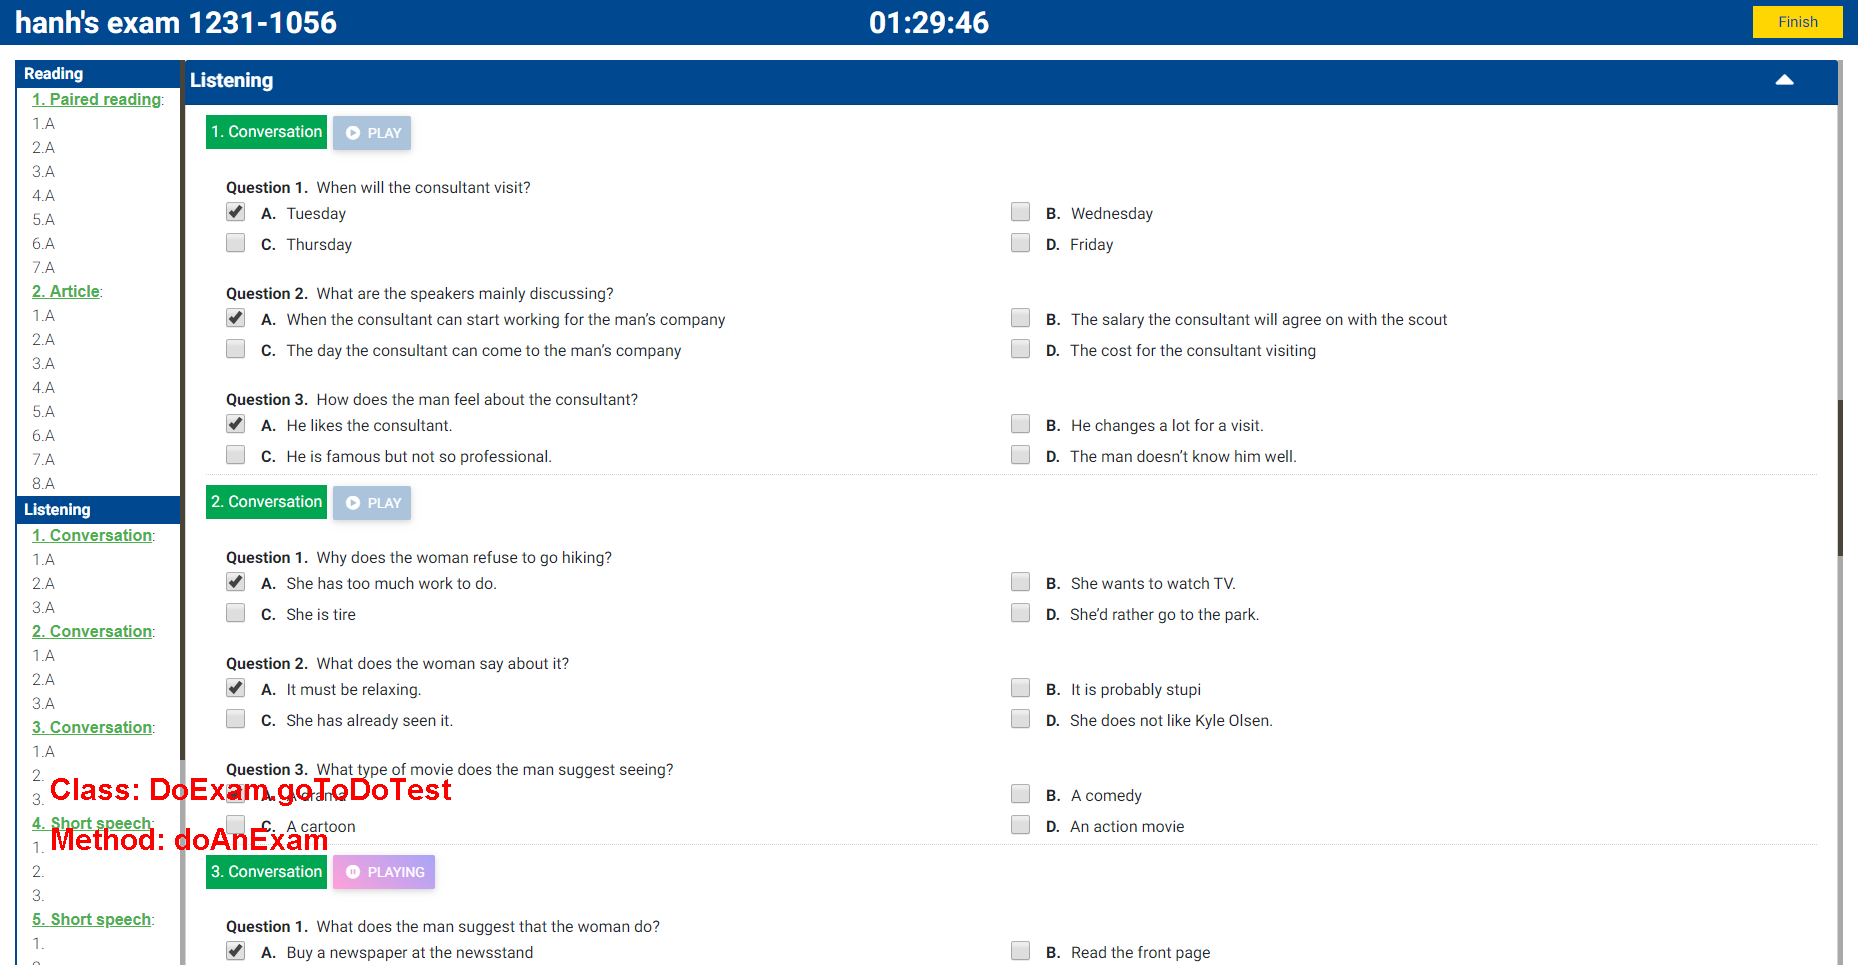 hanh's exam 1231-1056
01:29:46
Finish
Reading
1. Paired reading:
1.A
2.A
3.A
4.A
5.A
6.A
7.A
2. Article:
1.A
2.A
3.A
4.A
5.A
6.A
7.A
8.A
Listening
1. Conversation:
1.A
2.A
3.A
2. Conversation:
1.A
2.A
3.A
3. Conversation:
1.A
2.
3.
4. Short speech:
1.
2.
3.
5. Short speech:
1.
Listening
1. Conversation PLAY
Question 1. When will the consultant visit?
A. Tuesday
B. Wednesday
C. Thursday
D. Friday
Question 2. What are the speakers mainly discussing?
A. When the consultant can start working for the man’s company
B. The salary the consultant will agree on with the scout
C. The day the consultant can come to the man’s company
D. The cost for the consultant visiting
Question 3. How does the man feel about the consultant?
A. He likes the consultant.
B. He changes a lot for a visit.
C. He is famous but not so professional.
D. The man doesn’t know him well.
2. Conversation PLAY
Question 1. Why does the woman refuse to go hiking?
A. She has too much work to do.
B. She wants to watch TV.
C. She is tire
D. She’d rather go to the park.
Question 2. What does the woman say about it?
A. It must be relaxing.
B. It is probably stupi
C. She has already seen it.
D. She does not like Kyle Olsen.
Question 3. What type of movie does the man suggest seeing?
A. A drama
B. A comedy
C. A cartoon
D. An action movie
3. Conversation PLAYING
Question 1. What does the man suggest that the woman do?
A. Buy a newspaper at the newsstand
B. Read the front page
Class: DoExam.goToDoTest
Method: doAnExam